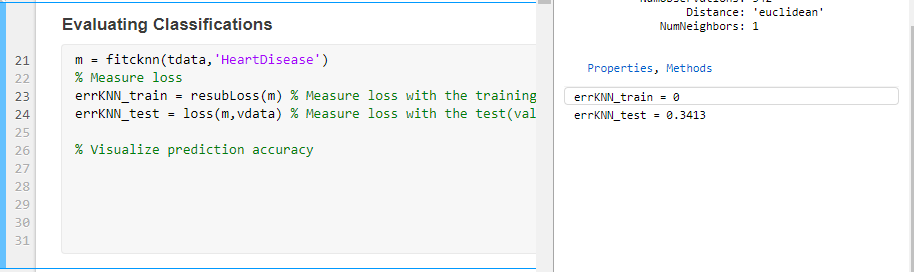 Evaluating Classifications
21 m = fitcknn(tdata,'HeartDisease')
22 % Measure loss
23 errKNN_train = resubLoss(m) % Measure loss with the training
24 errKNN_test = loss(m,vdata) % Measure loss with the test(val
25
26 % Visualize prediction accuracy
27
28
29
30
31
Distance: 'euclidean'
NumNeighbors: 1
Properties, Methods
errKNN_train = 0
errKNN_test = 0.3413